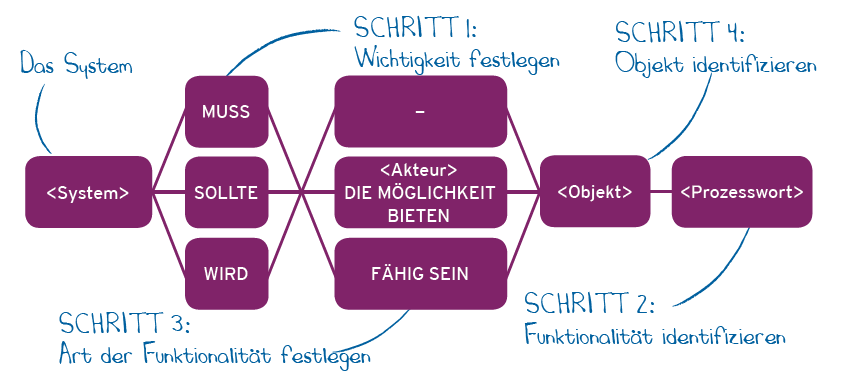 SCHRITT 1:
Wichtigkeit festlegen
SCHRITT 4:
Objekt identifizieren
Das System
MUSS
–
<System>
SOLLTE
<Akteur>
DIE MÖGLICHKEIT
BIETEN
<Objekt>
<Prozesswort>
WIRD
FÄHIG SEIN
SCHRITT 3:
Art der Funktionalität festlegen
SCHRITT 2:
Funktionalität identifizieren